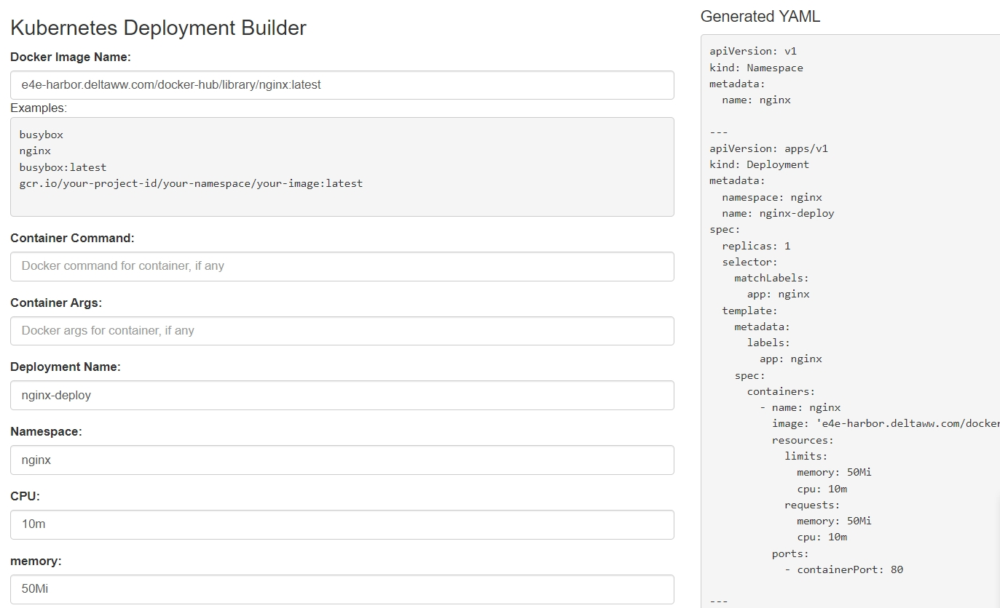 Kubernetes Deployment Builder
Docker Image Name:
e4e-harbor.deltaww.com/docker-hub/library/nginx:latest
Examples:
busybox
nginx
busybox:latest
gcr.io/your-project-id/your-namespace/your-image:latest
Container Command:
Docker command for container, if any
Container Args:
Docker args for container, if any
Deployment Name:
nginx-deploy
Namespace:
nginx
CPU:
10m
memory:
50Mi
Generated YAML
apiVersion: v1
kind: Namespace
metadata:
  name: nginx
---
apiVersion: apps/v1
kind: Deployment
metadata:
  namespace: nginx
  name: nginx-deploy
spec:
  replicas: 1
  selector:
    matchLabels:
      app: nginx
  template:
    metadata:
      labels:
        app: nginx
    spec:
      containers:
        - name: nginx
          image: 'e4e-harbor.deltaww.com/docker
          resources:
            limits:
              memory: 50Mi
              cpu: 10m
            requests:
              memory: 50Mi
              cpu: 10m
          ports:
            - containerPort: 80
---